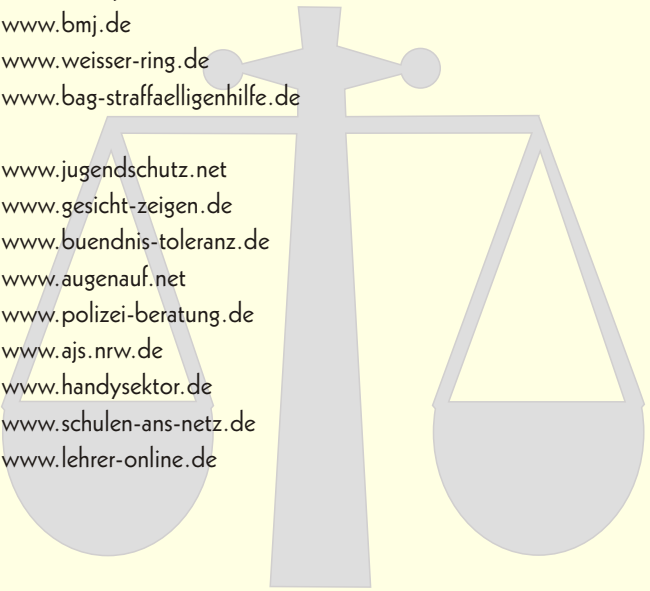 www.bmj.de
www.weisser-ring.de
www.bag-straffaelligenhilfe.de
www.jugendschutz.net
www.gesicht-zeigen.de
www.buendnis-toleranz.de
www.augenauf.net
www.polizei-beratung.de
www.ajs.nrw.de
www.handysektor.de
www.schulen-ans-netz.de
www.lehrer-online.de